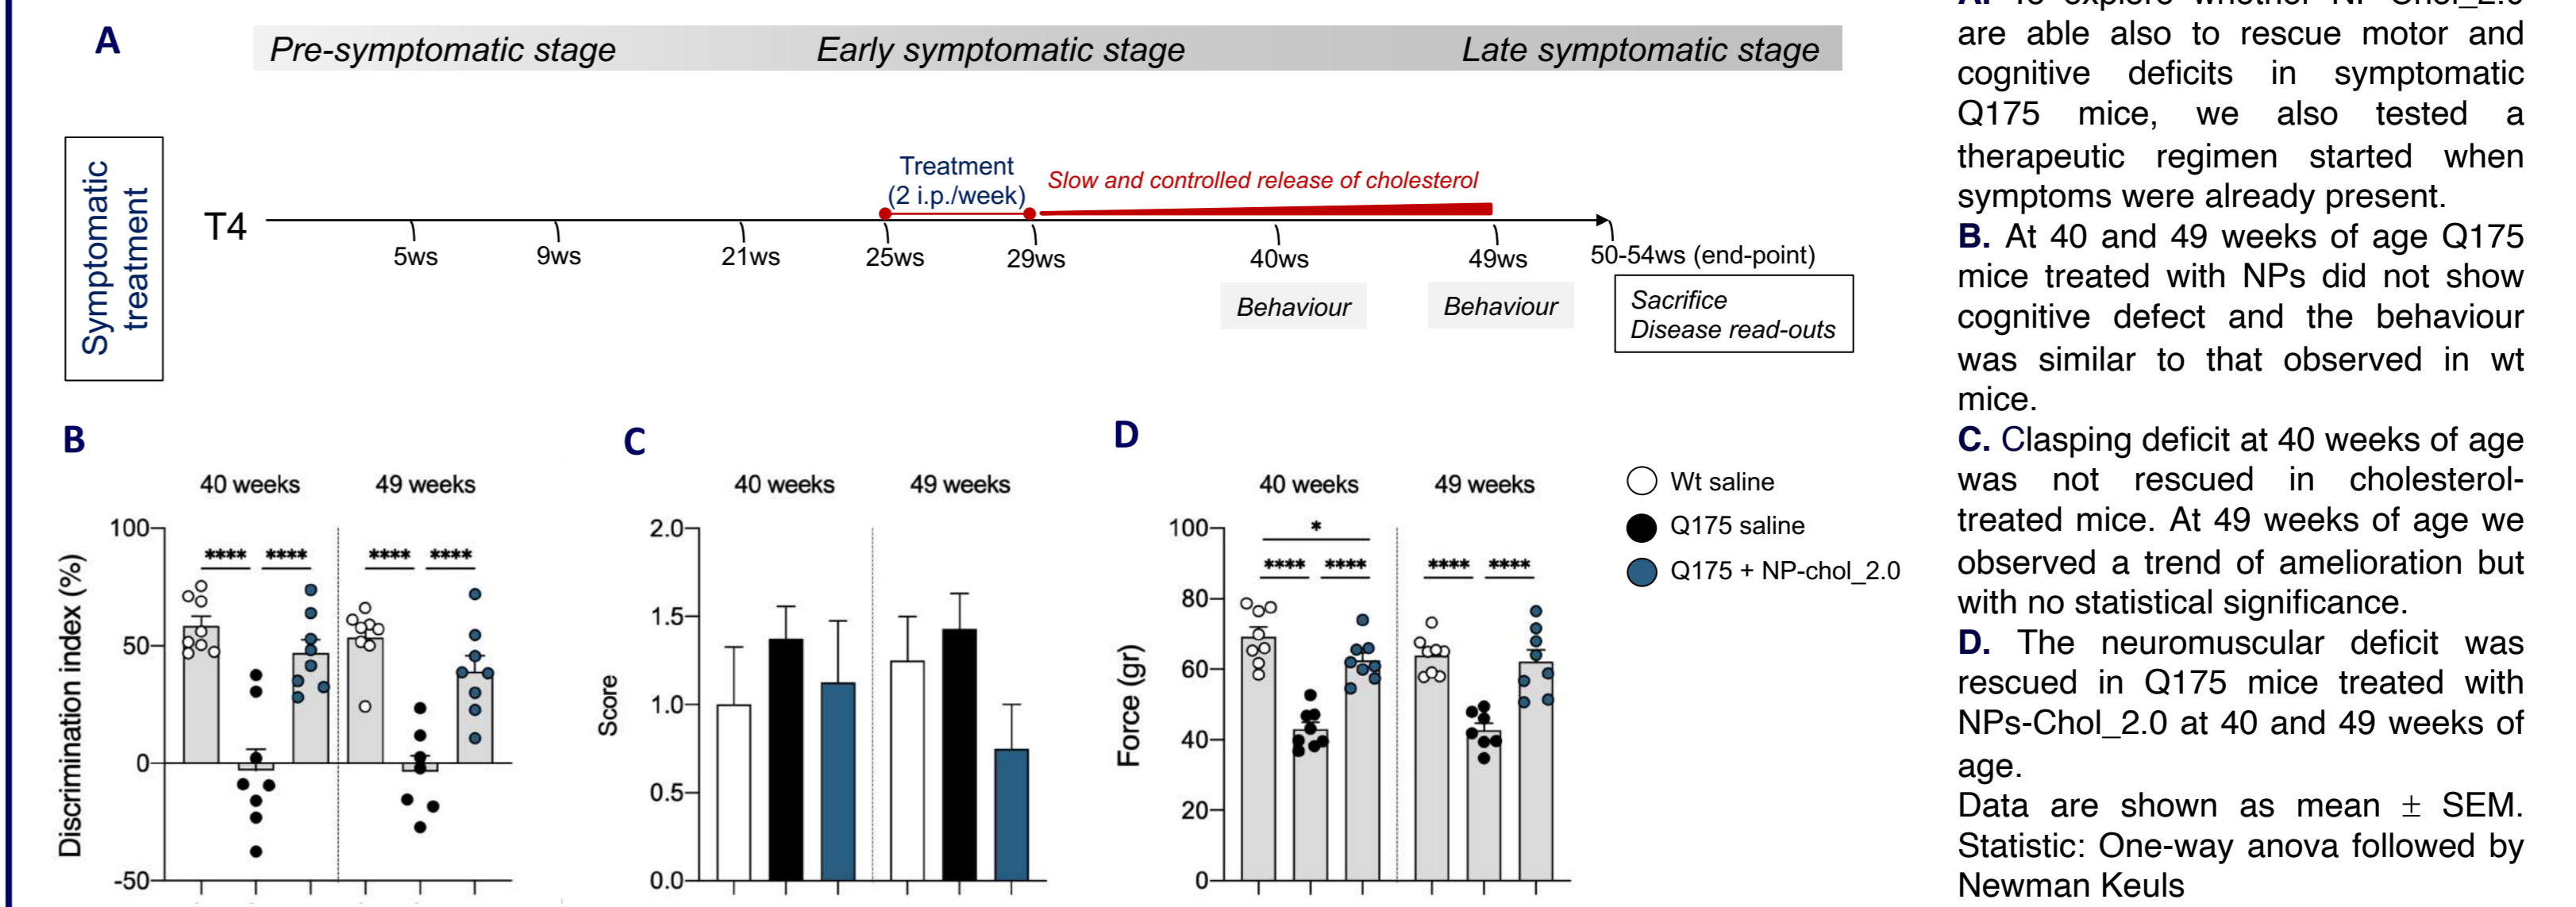 A
Pre-symptomatic stage
Early symptomatic stage
Late symptomatic stage
Symptomatic
treatment
T4
Treatment
(2 i.p./week)
Slow and controlled release of cholesterol
5ws
9ws
21ws
25ws
29ws
40ws
49ws
50-54ws (end-point)
Behaviour
Behaviour
Sacrifice
Disease read-outs
B
40 weeks
49 weeks
Discrimination index (%)
100
50
0
-50
**** ****
**** ****
C
40 weeks
49 weeks
Score
2.0
1.5
1.0
0.5
0.0
D
40 weeks
49 weeks
Force (gr)
100
80
60
40
20
0
*
**** ****
**** ****
Wt saline
Q175 saline
Q175 + NP-chol_2.0
A. To explore whether NP-Chol_2.0
are able also to rescue motor and
cognitive deficits in symptomatic
Q175 mice, we also tested a
therapeutic regimen started when
symptoms were already present.
B. At 40 and 49 weeks of age Q175
mice treated with NPs did not show
cognitive defect and the behaviour
was similar to that observed in wt
mice.
C. Clasping deficit at 40 weeks of age
was not rescued in cholesterol-
treated mice. At 49 weeks of age we
observed a trend of amelioration but
with no statistical significance.
D. The neuromuscular deficit was
rescued in Q175 mice treated with
NPs-Chol_2.0 at 40 and 49 weeks of
age.
Data are shown as mean ± SEM.
Statistic: One-way anova followed by
Newman Keuls